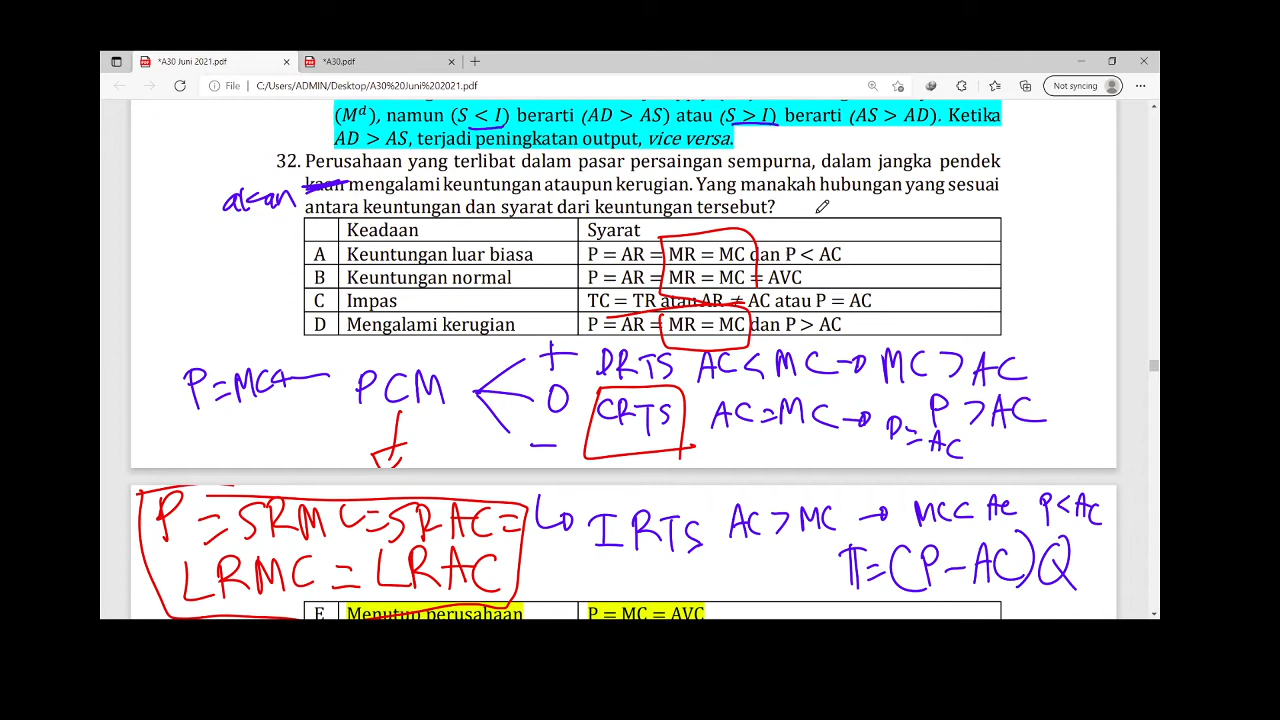 *A30 Juni 2021.pdf
*A30.pdf
File
C:/Users/ADMIN/Desktop/A30%20Juni%202021.pdf
Not syncing
(Mᵈ), namun (S < I) berarti (AD > AS) atau (S > I) berarti (AS > AD). Ketika
AD > AS, terjadi peningkatan output, vice versa.
32. Perusahaan yang terlibat dalam pasar persaingan sempurna, dalam jangka pendek
akan kaan mengalami keuntungan ataupun kerugian. Yang manakah hubungan yang sesuai
antara keuntungan dan syarat dari keuntungan tersebut?
Keadaan Syarat
A Keuntungan luar biasa P = AR = MR = MC dan P < AC
B Keuntungan normal P = AR = MR = MC = AVC
C Impas TC = TR atau AR ≠ AC atau P = AC
D Mengalami kerugian P = AR = MR = MC dan P > AC
P=MC PCM
+ DRTS AC < MC → MC > AC
0 CRTS AC = MC → P > AC
P = AC
−
↳ IRTS AC > MC → MC < AC P < AC
P = SRMC = SRAC =
LRMC = LRAC
π = (P − AC) Q
E Menutup perusahaan P = MC = AVC